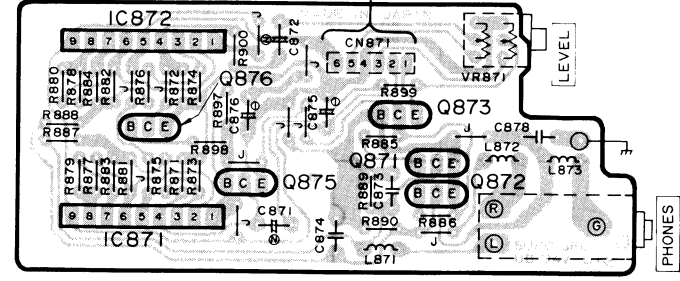 IC872
9 8 7 6 5 4 3 2 1
R880
R878
R884
R882
J
R876
J
R872
R874
R900
J
C872
J
CN871
6 5 4 3 2 1
VR871
LEVEL
Q876
R888
R887
B C E
R897
C876
J
J
C875
R899
Q873
B C E
R898
R885
J
C878
L872
L873
R879
R877
R883
R881
J
R875
R871
R873
J
B C E
Q875
R889
C873
Q871
B C E
B C E
Q872
9 8 7 6 5 4 3 2 1
IC871
J
C871
N
C874
R890
L871
R886
J
R
L
G
PHONES